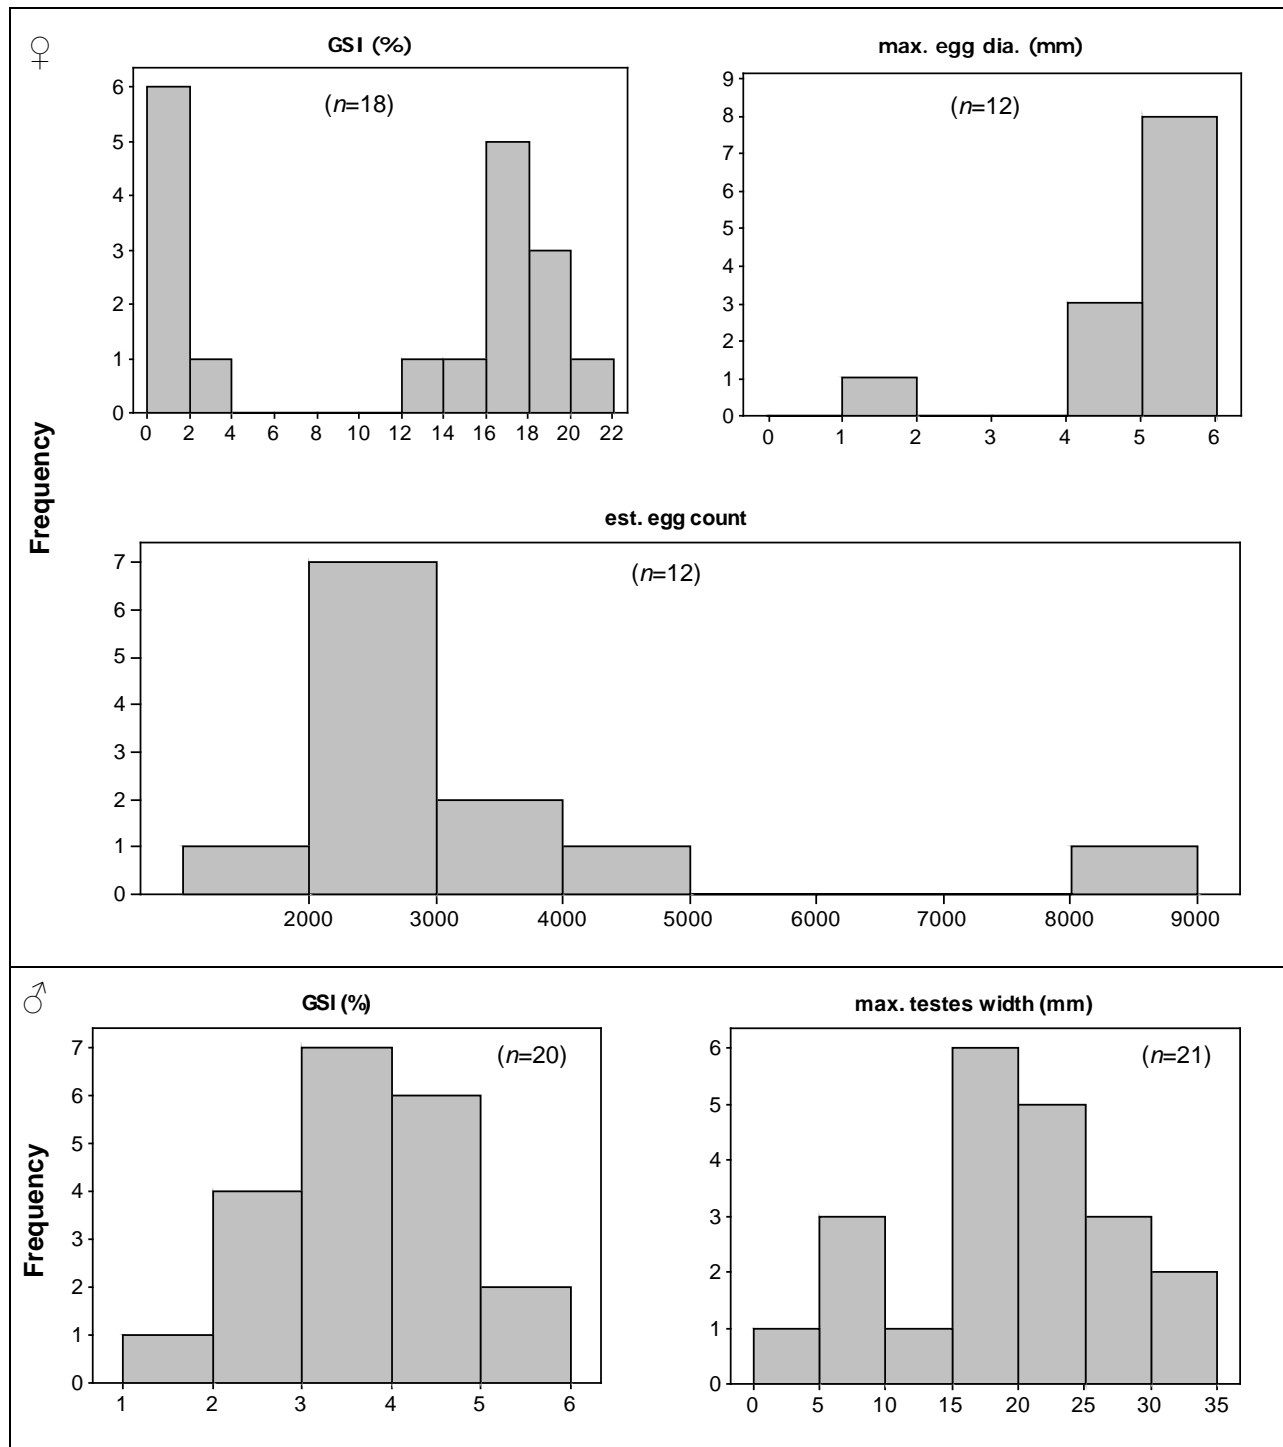 ♀
GSI (%)
max. egg dia. (mm)
(n=18)
(n=12)
6
5
4
3
2
1
0
0 2 4 6 8 10 12 14 16 18 20 22
9
8
7
6
5
4
3
2
1
0
0 1 2 3 4 5 6
Frequency
est. egg count
(n=12)
7
6
5
4
3
2
1
0
2000 3000 4000 5000 6000 7000 8000 9000
♂
GSI (%)
max. testes width (mm)
(n=20)
(n=21)
Frequency
7
6
5
4
3
2
1
0
1 2 3 4 5 6
6
5
4
3
2
1
0
0 5 10 15 20 25 30 35